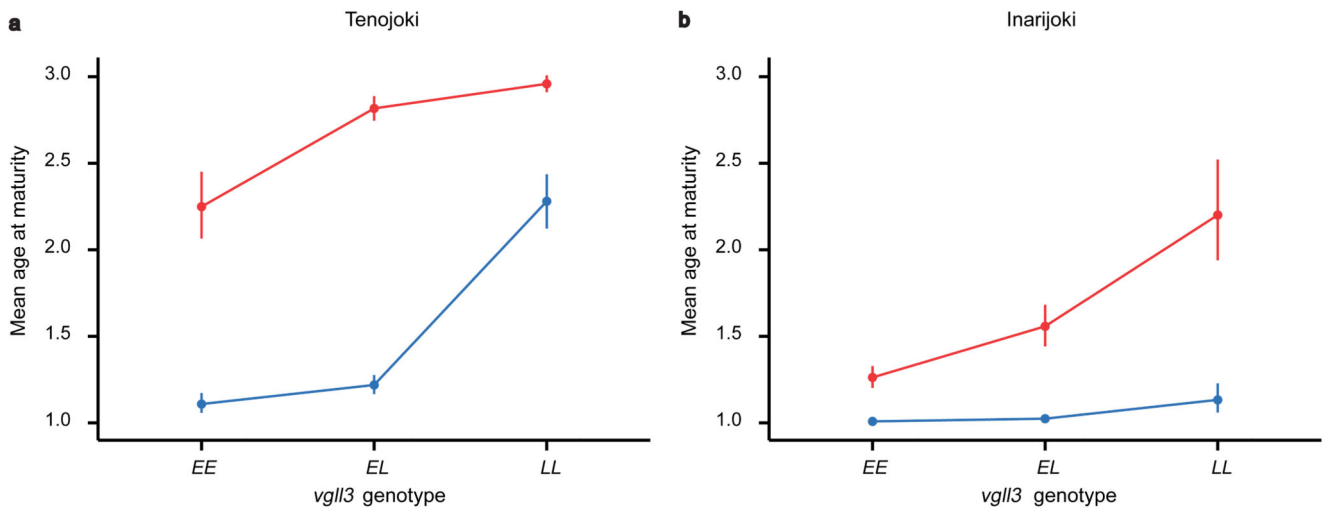 a
Tenojoki
Mean age at maturity
3.0
2.5
2.0
1.5
1.0
EE EL LL
vgll3 genotype
b
Inarijoki
Mean age at maturity
3.0
2.5
2.0
1.5
1.0
EE EL LL
vgll3 genotype